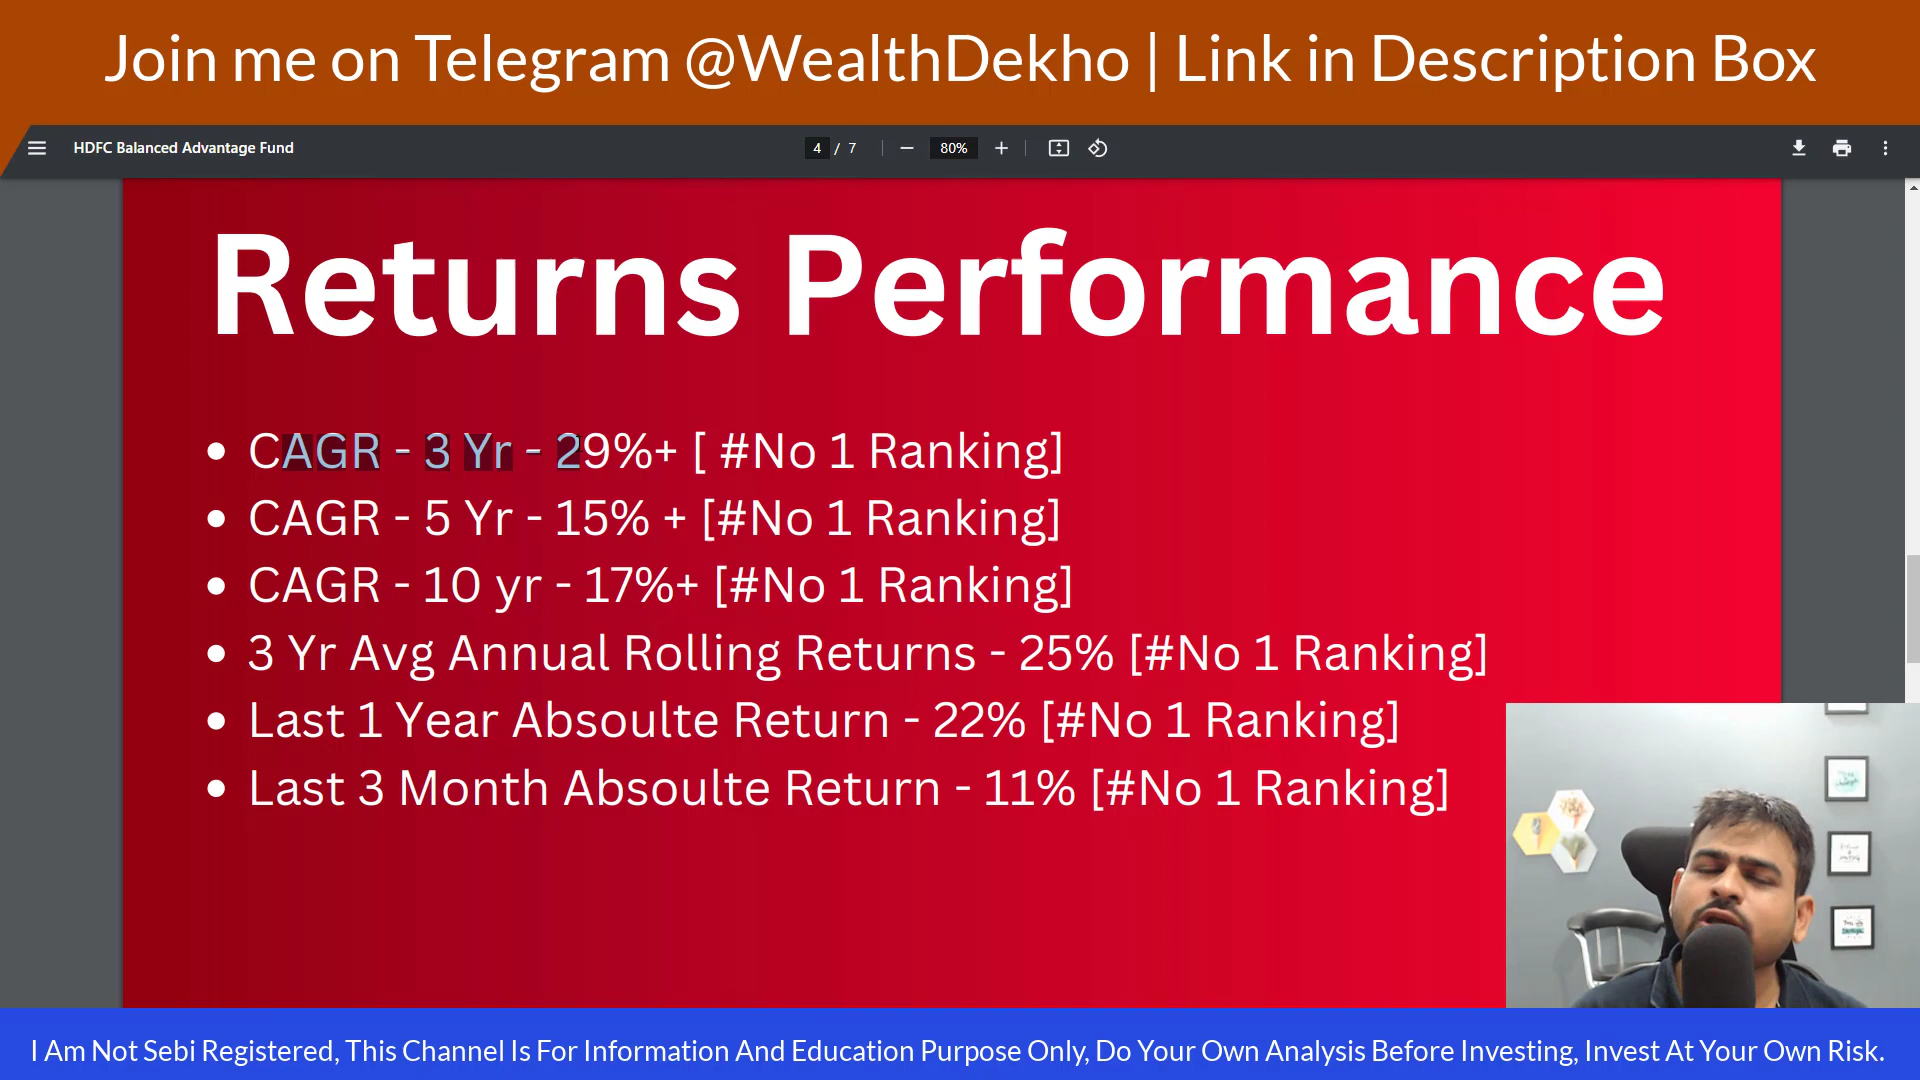 Join me on Telegram @WealthDekho | Link in Description Box
HDFC Balanced Advantage Fund
4 / 7
80%
Returns Performance
• CAGR - 3 Yr - 29%+ [ #No 1 Ranking]
• CAGR - 5 Yr - 15% + [#No 1 Ranking]
• CAGR - 10 yr - 17%+ [#No 1 Ranking]
• 3 Yr Avg Annual Rolling Returns - 25% [#No 1 Ranking]
• Last 1 Year Absoulte Return - 22% [#No 1 Ranking]
• Last 3 Month Absoulte Return - 11% [#No 1 Ranking]
I Am Not Sebi Registered, This Channel Is For Information And Education Purpose Only, Do Your Own Analysis Before Investing, Invest At Your Own Risk.